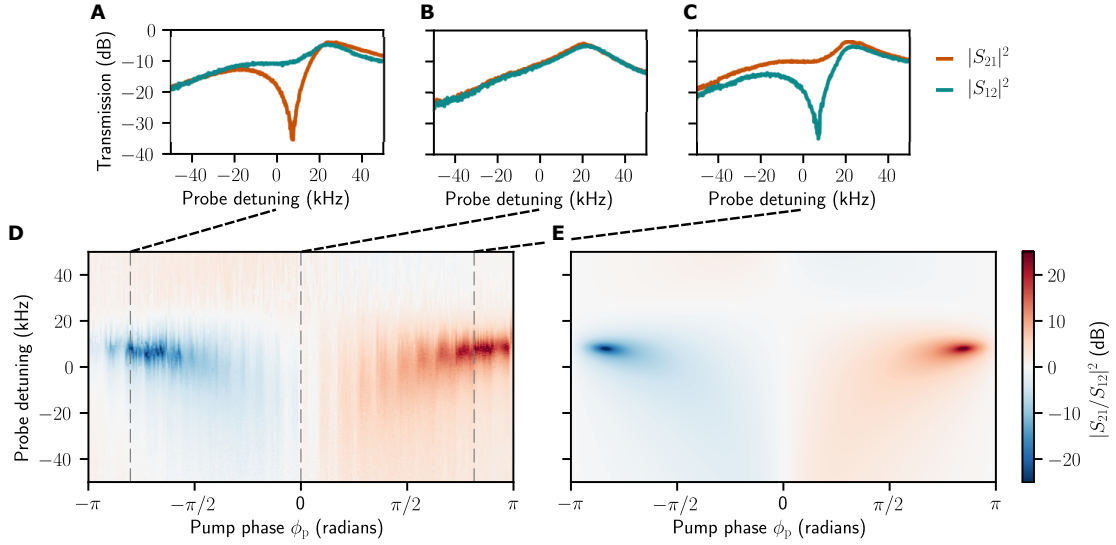 A
B
C
Transmission (dB)
0
−10
−20
−30
−40
−40 −20 0 20 40
Probe detuning (kHz)
−40 −20 0 20 40
Probe detuning (kHz)
−40 −20 0 20 40
Probe detuning (kHz)
|S₂₁|²
|S₁₂|²
D
Probe detuning (kHz)
40
20
0
−20
−40
−π −π/2 0 π/2 π
Pump phase ϕₚ (radians)
E
−π −π/2 0 π/2 π
Pump phase ϕₚ (radians)
20
10
0
−10
−20
|S₂₁/S₁₂|² (dB)